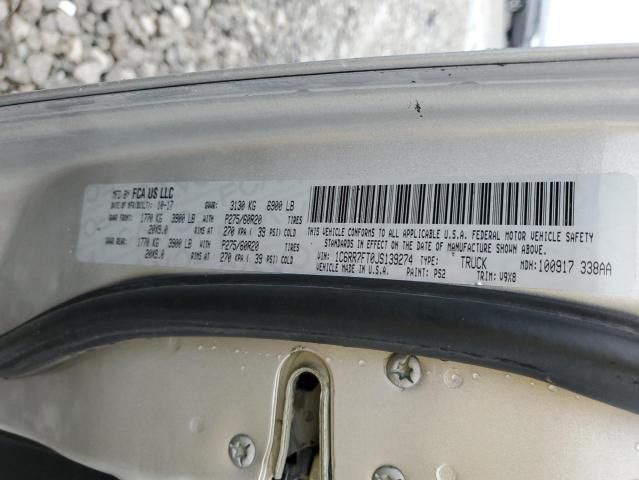 MFD BY FCA US LLC
DATE OF MFR(BUILT): 10-17 GVWR: 3130 KG 6900 LB
GAWR FRONT: 1770 KG 3900 LB WITH P275/60R20 TIRES
20X9.0 RIMS AT 270 KPA ( 39 PSI) COLD
GAWR REAR: 1770 KG 3900 LB WITH P275/60R20 TIRES
20X9.0 RIMS AT 270 KPA ( 39 PSI) COLD
THIS VEHICLE CONFORMS TO ALL APPLICABLE U.S.A. FEDERAL MOTOR VEHICLE SAFETY
STANDARDS IN EFFECT ON THE DATE OF MANUFACTURE SHOWN ABOVE.
VIN: 1C6RR7FT0JS139274 TYPE: TRUCK MDH: 100917 338AA
VEHICLE MADE IN U.S.A. PAINT: PS2 TRIM: V9X8